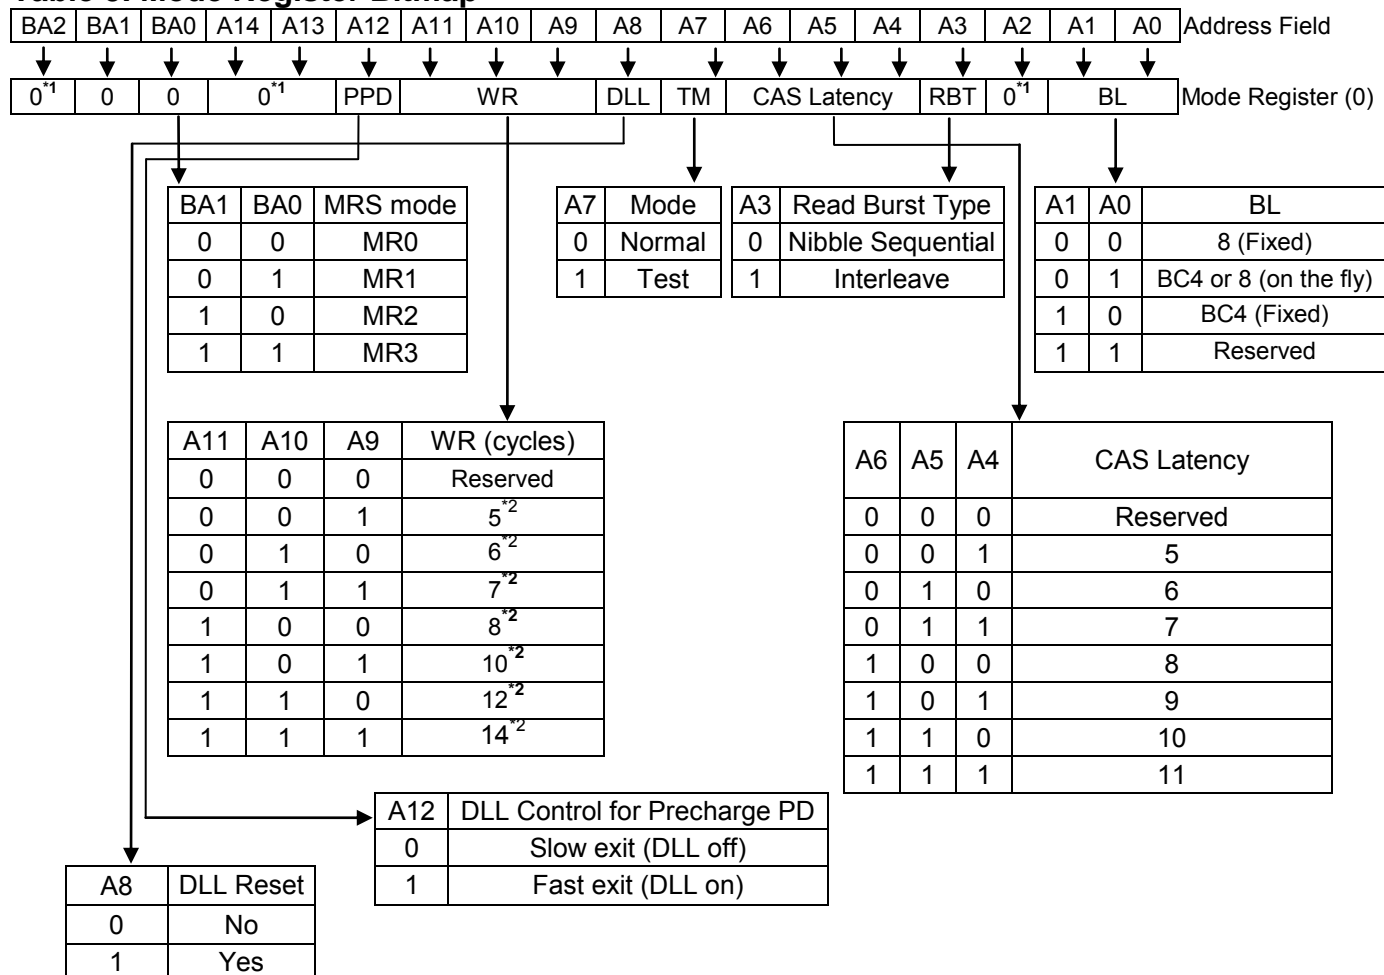 BA2 BA1 BA0 A14 A13 A12 A11 A10 A9 A8 A7 A6 A5 A4 A3 A2 A1 A0 Address Field
0*1 0 0 0*1 PPD WR DLL TM CAS Latency RBT 0*1 BL Mode Register (0)
BA1 BA0 MRS mode
0 0 MR0
0 1 MR1
1 0 MR2
1 1 MR3
A7 Mode
0 Normal
1 Test
A3 Read Burst Type
0 Nibble Sequential
1 Interleave
A1 A0 BL
0 0 8 (Fixed)
0 1 BC4 or 8 (on the fly)
1 0 BC4 (Fixed)
1 1 Reserved
A11 A10 A9 WR (cycles)
0 0 0 Reserved
0 0 1 5*2
0 1 0 6*2
0 1 1 7*2
1 0 0 8*2
1 0 1 10*2
1 1 0 12*2
1 1 1 14*2
A6 A5 A4 CAS Latency
0 0 0 Reserved
0 0 1 5
0 1 0 6
0 1 1 7
1 0 0 8
1 0 1 9
1 1 0 10
1 1 1 11
A12 DLL Control for Precharge PD
0 Slow exit (DLL off)
1 Fast exit (DLL on)
A8 DLL Reset
0 No
1 Yes